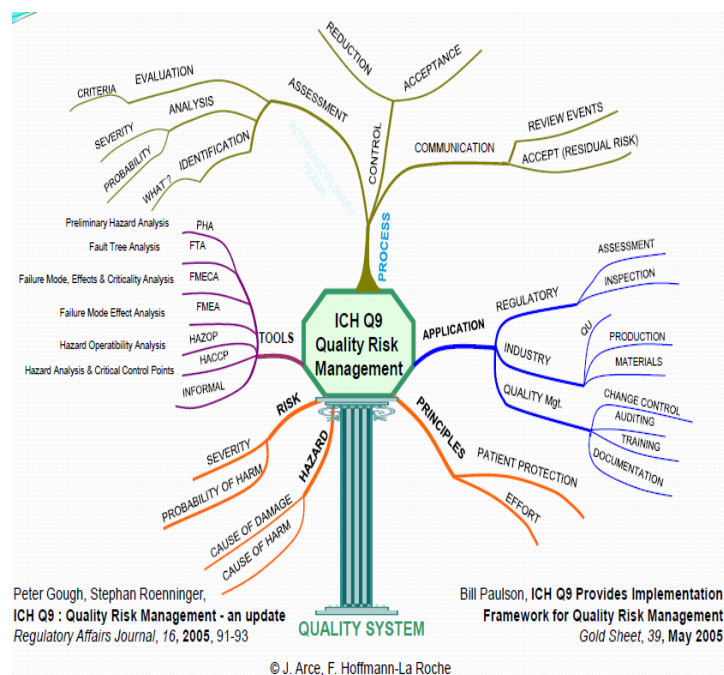 REDUCTION
ACCEPTANCE
CONTROL
ASSESSMENT
EVALUATION
CRITERIA
ANALYSIS
SEVERITY
PROBABILITY
IDENTIFICATION
WHAT'?
INTERDISCIPLINARY
TEAMS
COMMUNICATION
REVIEW EVENTS
ACCEPT (RESIDUAL RISK)
PROCESS
Preliminary Hazard Analysis PHA
Fault Tree Analysis FTA
Failure Mode, Effects & Criticality Analysis FMECA
Failure Mode Effect Analysis FMEA
Hazard Operatibility Analysis HAZOP
Hazard Analysis & Critical Control Points HACCP
INFORMAL
TOOLS
ICH Q9
Quality Risk
Management
APPLICATION
REGULATORY
ASSESSMENT
INSPECTION
INDUSTRY
QU
PRODUCTION
MATERIALS
QUALITY Mgt.
CHANGE CONTROL
AUDITING
TRAINING
DOCUMENTATION
RISK
SEVERITY
PROBABILITY OF HARM
HAZARD
CAUSE OF DAMAGE
CAUSE OF HARM
PRINCIPLES
PATIENT PROTECTION
EFFORT
Peter Gough, Stephan Roenninger,
ICH Q9 : Quality Risk Management - an update
Regulatory Affairs Journal, 16, 2005, 91-93
QUALITY SYSTEM
Bill Paulson, ICH Q9 Provides Implementation
Framework for Quality Risk Management
Gold Sheet, 39, May 2005
© J. Arce, F. Hoffmann-La Roche